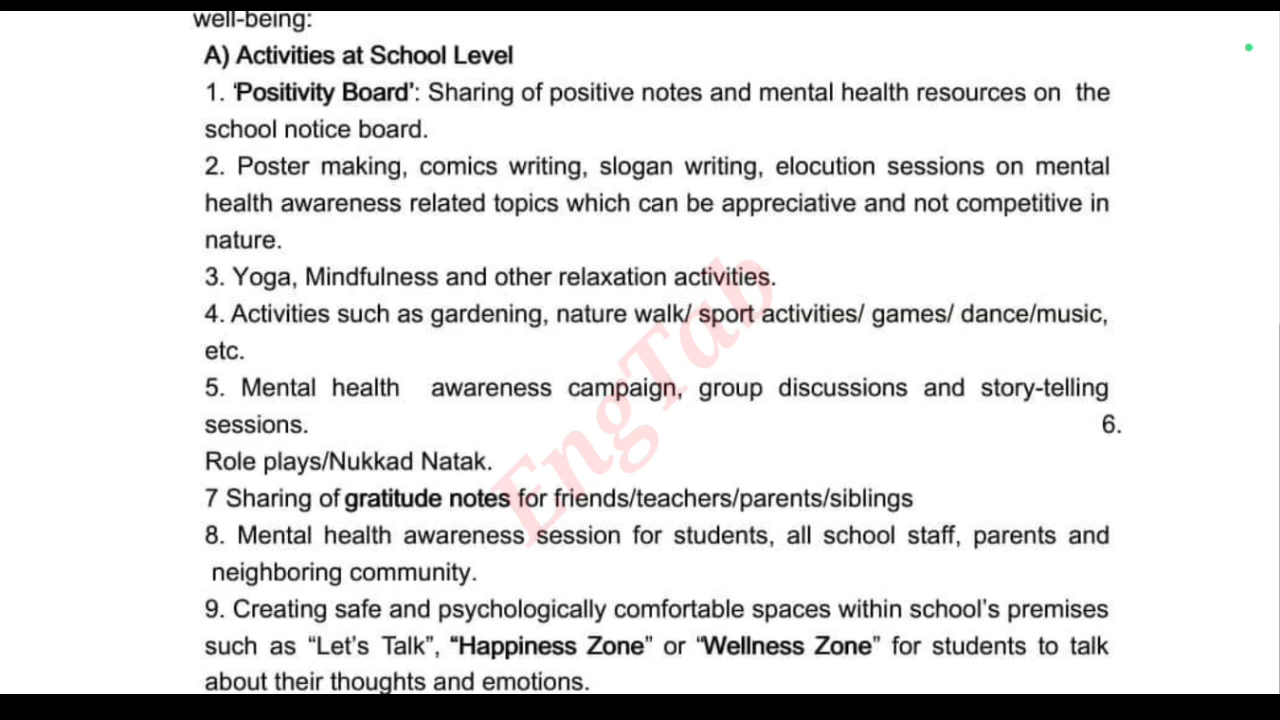 well-being:
A) Activities at School Level
1. 'Positivity Board': Sharing of positive notes and mental health resources on the
school notice board.
2. Poster making, comics writing, slogan writing, elocution sessions on mental
health awareness related topics which can be appreciative and not competitive in
nature.
3. Yoga, Mindfulness and other relaxation activities.
4. Activities such as gardening, nature walk/ sport activities/ games/ dance/music,
etc.
5. Mental health awareness campaign, group discussions and story-telling
sessions. 6.
Role plays/Nukkad Natak.
7 Sharing of gratitude notes for friends/teachers/parents/siblings
8. Mental health awareness session for students, all school staff, parents and
neighboring community.
9. Creating safe and psychologically comfortable spaces within school's premises
such as “Let's Talk”, “Happiness Zone” or “Wellness Zone” for students to talk
about their thoughts and emotions.
EngTab